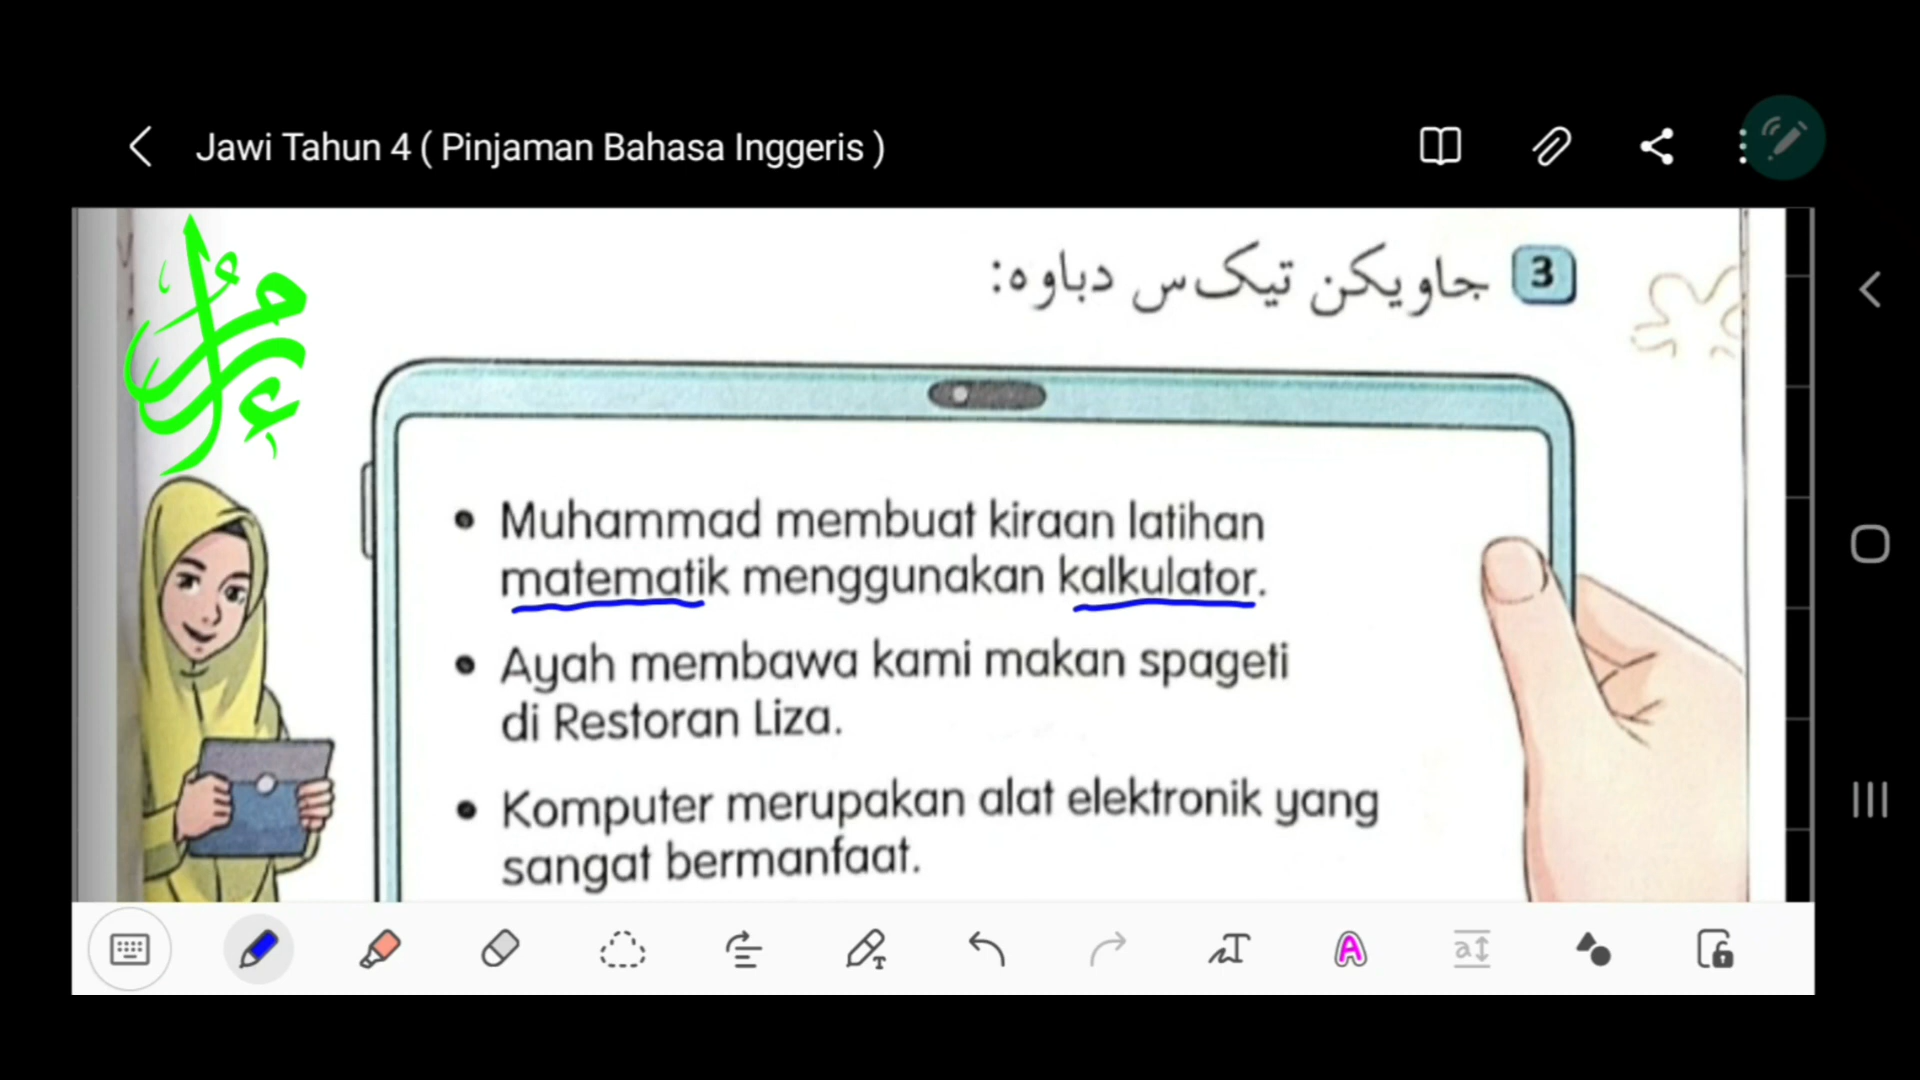 Jawi Tahun 4 ( Pinjaman Bahasa Inggeris )
3 جاويکن تيک‌س دباوه:
• Muhammad membuat kiraan latihan
matematik menggunakan kalkulator.
• Ayah membawa kami makan spageti
di Restoran Liza.
• Komputer merupakan alat elektronik yang
sangat bermanfaat.